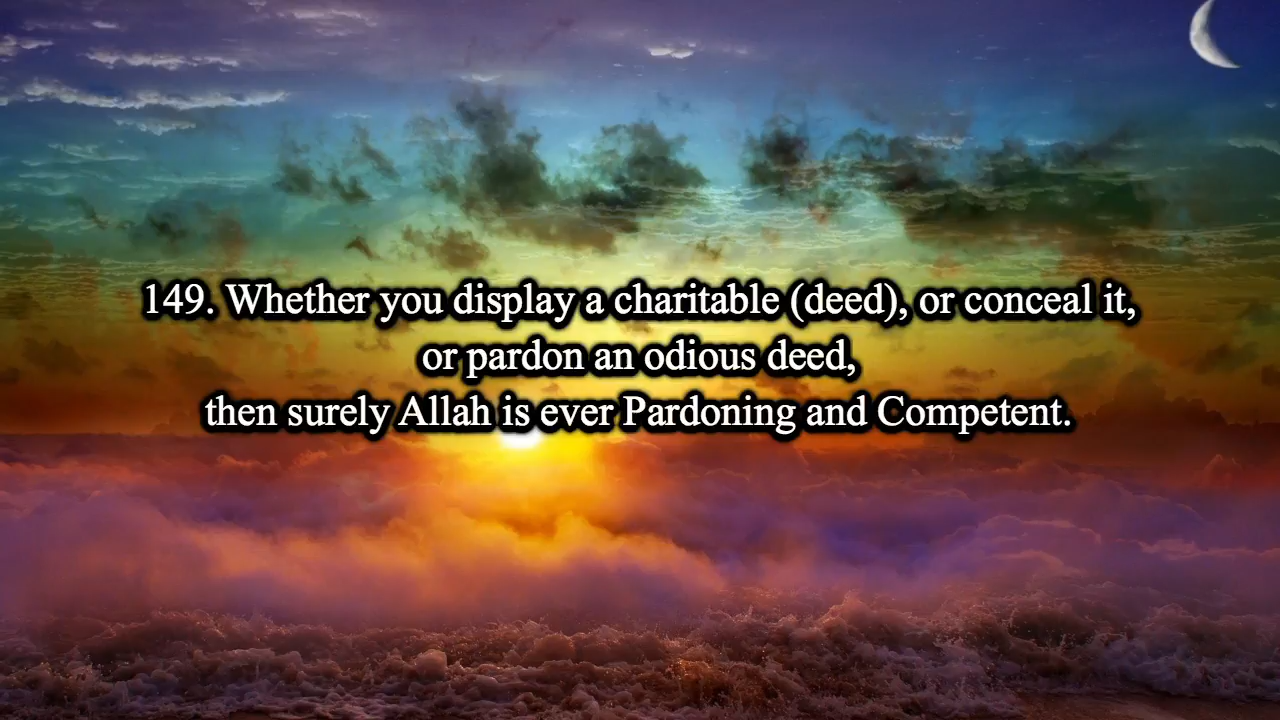 149. Whether you display a charitable (deed), or conceal it,
or pardon an odious deed,
then surely Allah is ever Pardoning and Competent.